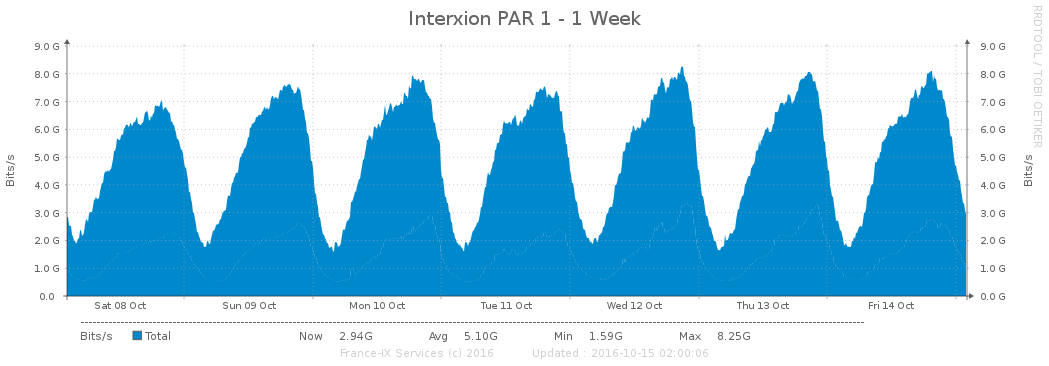 Interxion PAR 1 - 1 Week
RRDTOOL / TOBI OETIKER
Bits/s
9.0 G 9.0 G
8.0 G 8.0 G
7.0 G 7.0 G
6.0 G 6.0 G
5.0 G 5.0 G
4.0 G 4.0 G
3.0 G 3.0 G
2.0 G 2.0 G
1.0 G 1.0 G
0.0 0.0 G
Bits/s
Sat 08 Oct Sun 09 Oct Mon 10 Oct Tue 11 Oct Wed 12 Oct Thu 13 Oct Fri 14 Oct
Bits/s Total Now 2.94G Avg 5.10G Min 1.59G Max 8.25G
France-IX Services (c) 2016 Updated : 2016-10-15 02:00:06